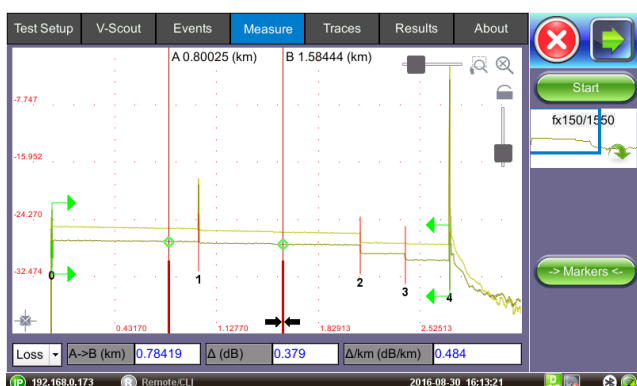 Test Setup V-Scout Events Measure Traces Results About
A 0.80025 (km) B 1.58444 (km)
Start
-7.747
fx150/1550
-15.952
-24.270
-32.474
0 1 2 3 4
-> Markers <-
0.43170 1.12770 1.82913 2.52513
Loss A->B (km) 0.78419 Δ (dB) 0.379 Δ/km (dB/km) 0.484
IP 192.168.0.173 R Remote/CLI 2016-08-30 16:13:21